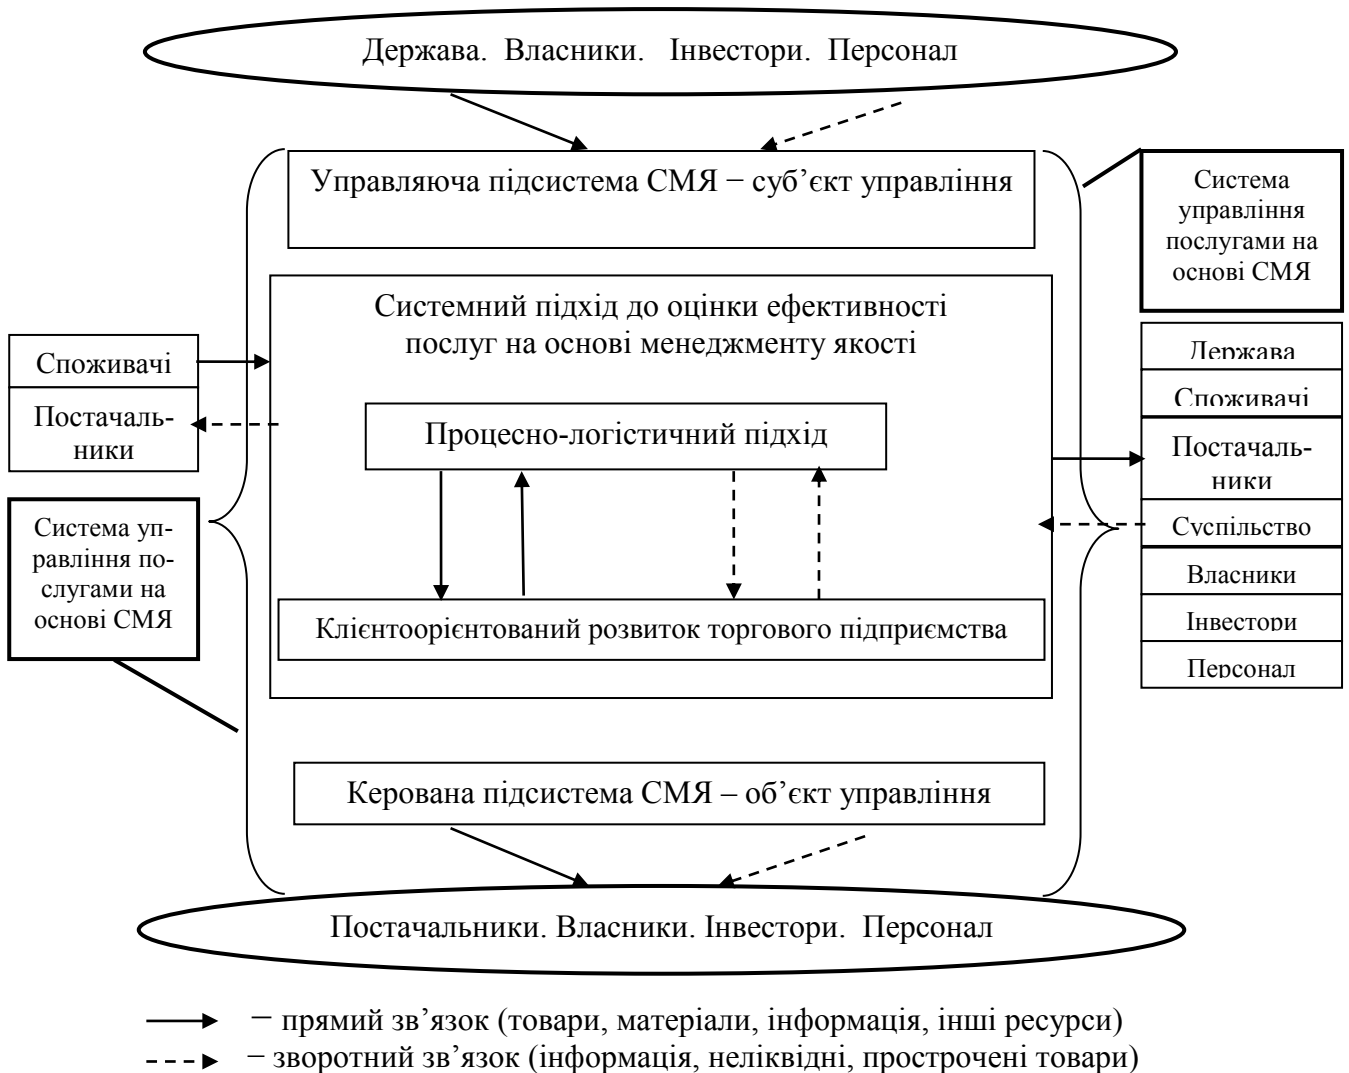 Держава. Власники. Інвестори. Персонал
Управляюча підсистема СМЯ − суб’єкт управління
Система
управління
послугами на
основі СМЯ
Системний підхід до оцінки ефективності
послуг на основі менеджменту якості
Споживачі
Постачаль-
ники
Процесно-логістичний підхід
Держава
Споживачі
Постачаль-
ники
Суспільство
Власники
Інвестори
Персонал
Система уп-
равління по-
слугами на
основі СМЯ
Клієнтоорієнтований розвиток торгового підприємства
Керована підсистема СМЯ – об’єкт управління
Постачальники. Власники. Інвестори. Персонал
− прямий зв’язок (товари, матеріали, інформація, інші ресурси)
− зворотний зв’язок (інформація, неліквідні, прострочені товари)